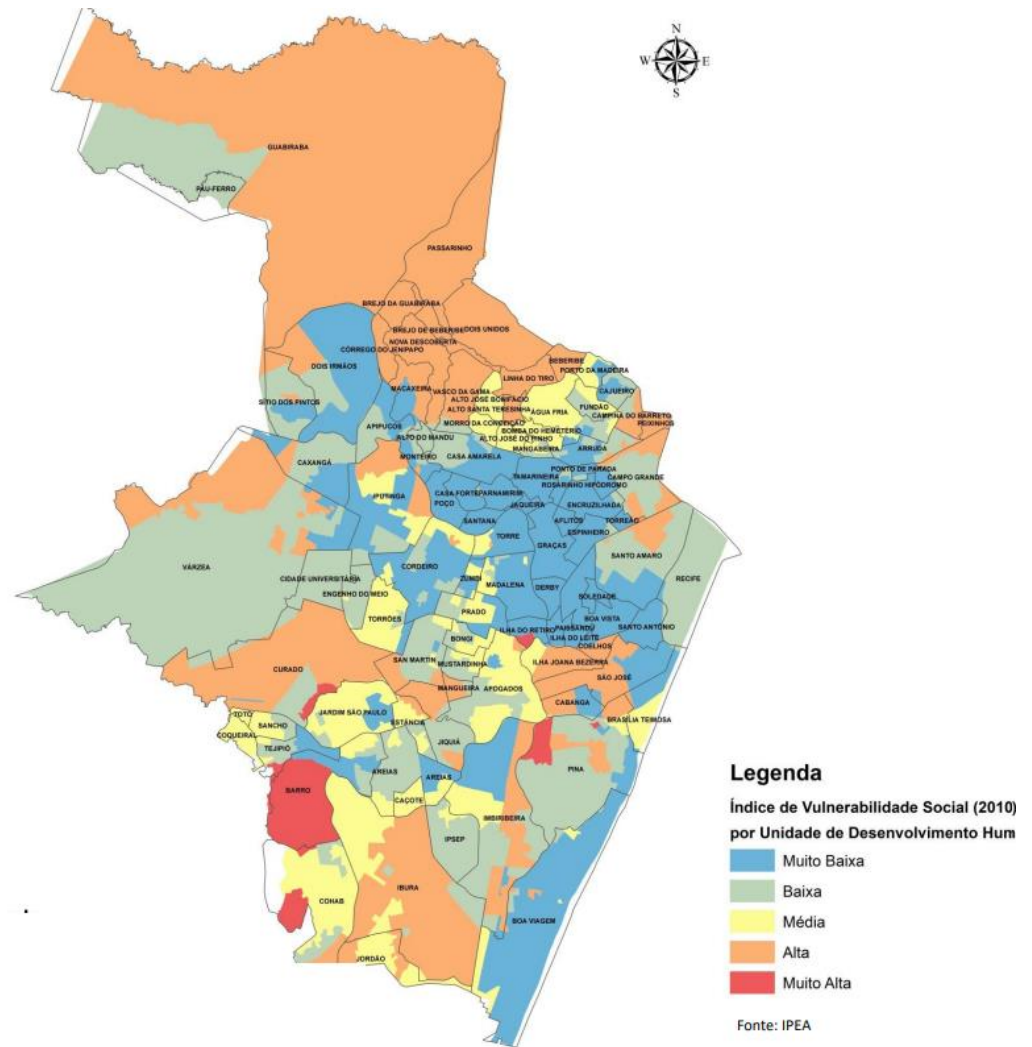 N
W
E
S
GUABIRABA
PAU-FERRO
PASSARINHO
BREJO DA GUABIRABA
BREJO DE BEBERIBE
DOIS UNIDOS
NOVA DESCOBERTA
CÓRREGO DO JENIPAPO
DOIS IRMÃOS
BEBERIBE
PORTO DA MADEIRA
LINHA DO TIRO
CAJUEIRO
MACAXEIRA
VASCO DA GAMA
ALTO JOSÉ BONIFÁCIO
SÍTIO DOS PINTOS
ALTO SANTA TERESINHA
ÁGUA FRIA
FUNDÃO
CAMPINA DO BARRETO
PEIXINHOS
APIPUCOS
MORRO DA CONCEIÇÃO
BOMBA DO HEMETÉRIO
ALTO DO MANDU
ALTO JOSÉ DO PINHO
MANGABEIRA
ARRUDA
MONTEIRO
CASA AMARELA
CAXANGÁ
PONTO DE PARADA
TAMARINEIRA
CAMPO GRANDE
ROSARINHO
HIPÓDROMO
IPUTINGA
CASA FORTE
PARNAMIRIM
POÇO
JAQUEIRA
ENCRUZILHADA
SANTANA
AFLITOS
TORREÃO
ESPINHEIRO
TORRE
GRAÇAS
SANTO AMARO
VÁRZEA
CORDEIRO
CIDADE UNIVERSITÁRIA
ZUMBI
MADALENA
DERBY
RECIFE
ENGENHO DO MEIO
SOLEDADE
TORRÕES
PRADO
BOA VISTA
ILHA DO RETIRO
PAISSANDU
SANTO ANTÔNIO
BONGI
ILHA DO LEITE
COELHOS
SAN MARTIN
MUSTARDINHA
ILHA JOANA BEZERRA
CURADO
MANGUEIRA
AFOGADOS
SÃO JOSÉ
CABANGA
TOTÓ
JARDIM SÃO PAULO
BRASÍLIA TEIMOSA
SANCHO
ESTÂNCIA
COQUEIRAL
TEJIPIÓ
JIQUIÁ
AREIAS
AREIAS
PINA
BARRO
CAÇOTE
IMBIRIBEIRA
IPSEP
IBURA
COHAB
BOA VIAGEM
JORDÃO
Legenda
Índice de Vulnerabilidade Social (2010)
por Unidade de Desenvolvimento Hum
Muito Baixa
Baixa
Média
Alta
Muito Alta
Fonte: IPEA